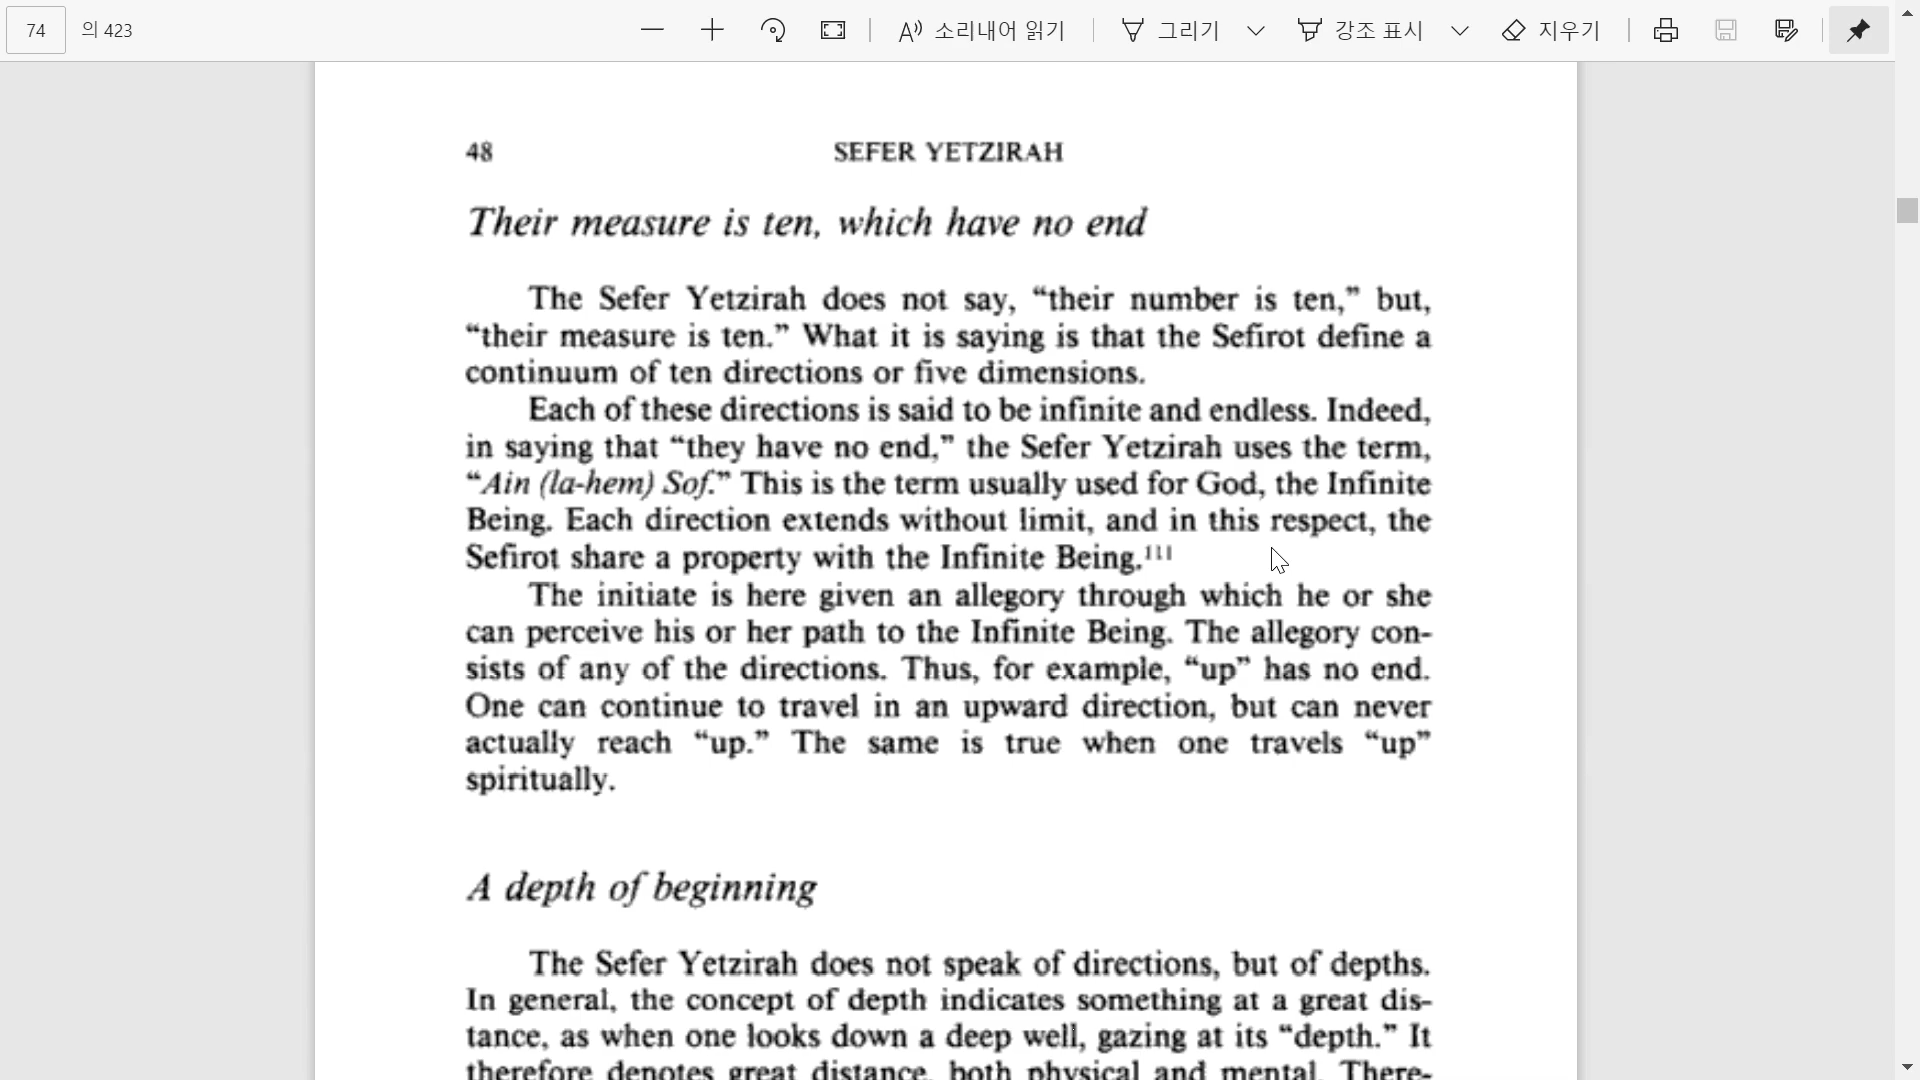 74 의 423 소리내어 읽기 그리기 강조 표시 지우기
48 SEFER YETZIRAH
Their measure is ten, which have no end
The Sefer Yetzirah does not say, “their number is ten,” but,
“their measure is ten.” What it is saying is that the Sefirot define a
continuum of ten directions or five dimensions.
Each of these directions is said to be infinite and endless. Indeed,
in saying that “they have no end,” the Sefer Yetzirah uses the term,
“Ain (la-hem) Sof.” This is the term usually used for God, the Infinite
Being. Each direction extends without limit, and in this respect, the
Sefirot share a property with the Infinite Being.¹¹¹
The initiate is here given an allegory through which he or she
can perceive his or her path to the Infinite Being. The allegory con-
sists of any of the directions. Thus, for example, “up” has no end.
One can continue to travel in an upward direction, but can never
actually reach “up.” The same is true when one travels “up”
spiritually.
A depth of beginning
The Sefer Yetzirah does not speak of directions, but of depths.
In general, the concept of depth indicates something at a great dis-
tance, as when one looks down a deep well, gazing at its “depth.” It
therefore denotes great distance, both physical and mental. There-